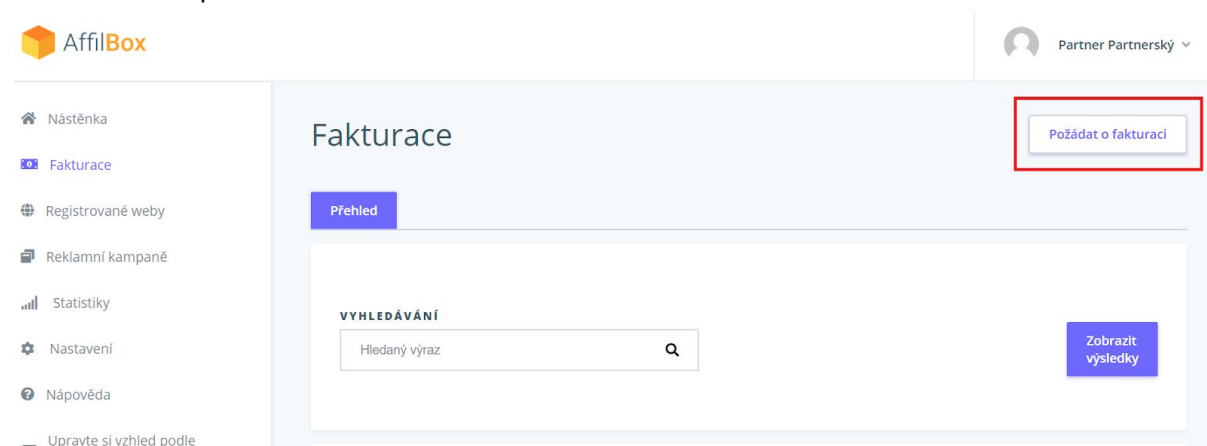 AffilBox
Partner Partnerský
Nástěnka
Fakturace
Registrované weby
Reklamní kampaně
Statistiky
Nastavení
Nápověda
Upravte si vzhled podle
Fakturace
Požádat o fakturaci
Přehled
VYHLEDÁVÁNÍ
Hledaný výraz
Zobrazit
výsledky